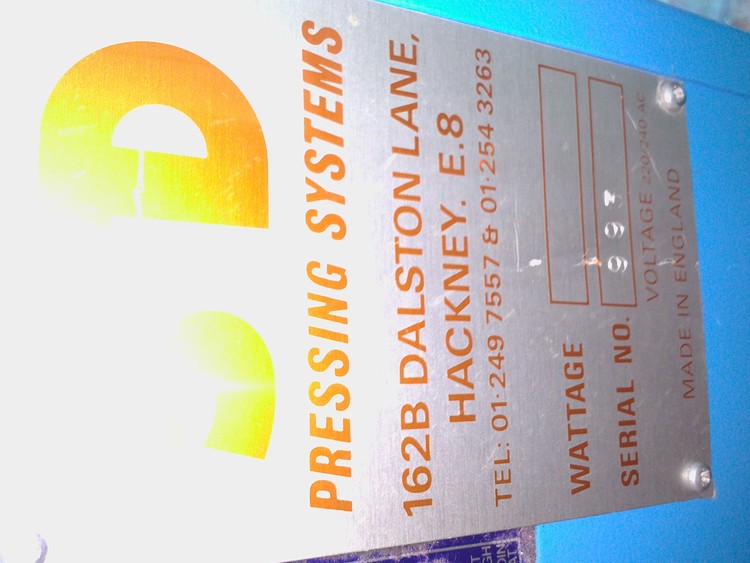 PRESSING SYSTEMS
162B DALSTON LANE,
HACKNEY. E.8
TEL: 01·249 7557 & 01·254 3263
WATTAGE
SERIAL NO. 993
VOLTAGE 220/240 AC
MADE IN ENGLAND